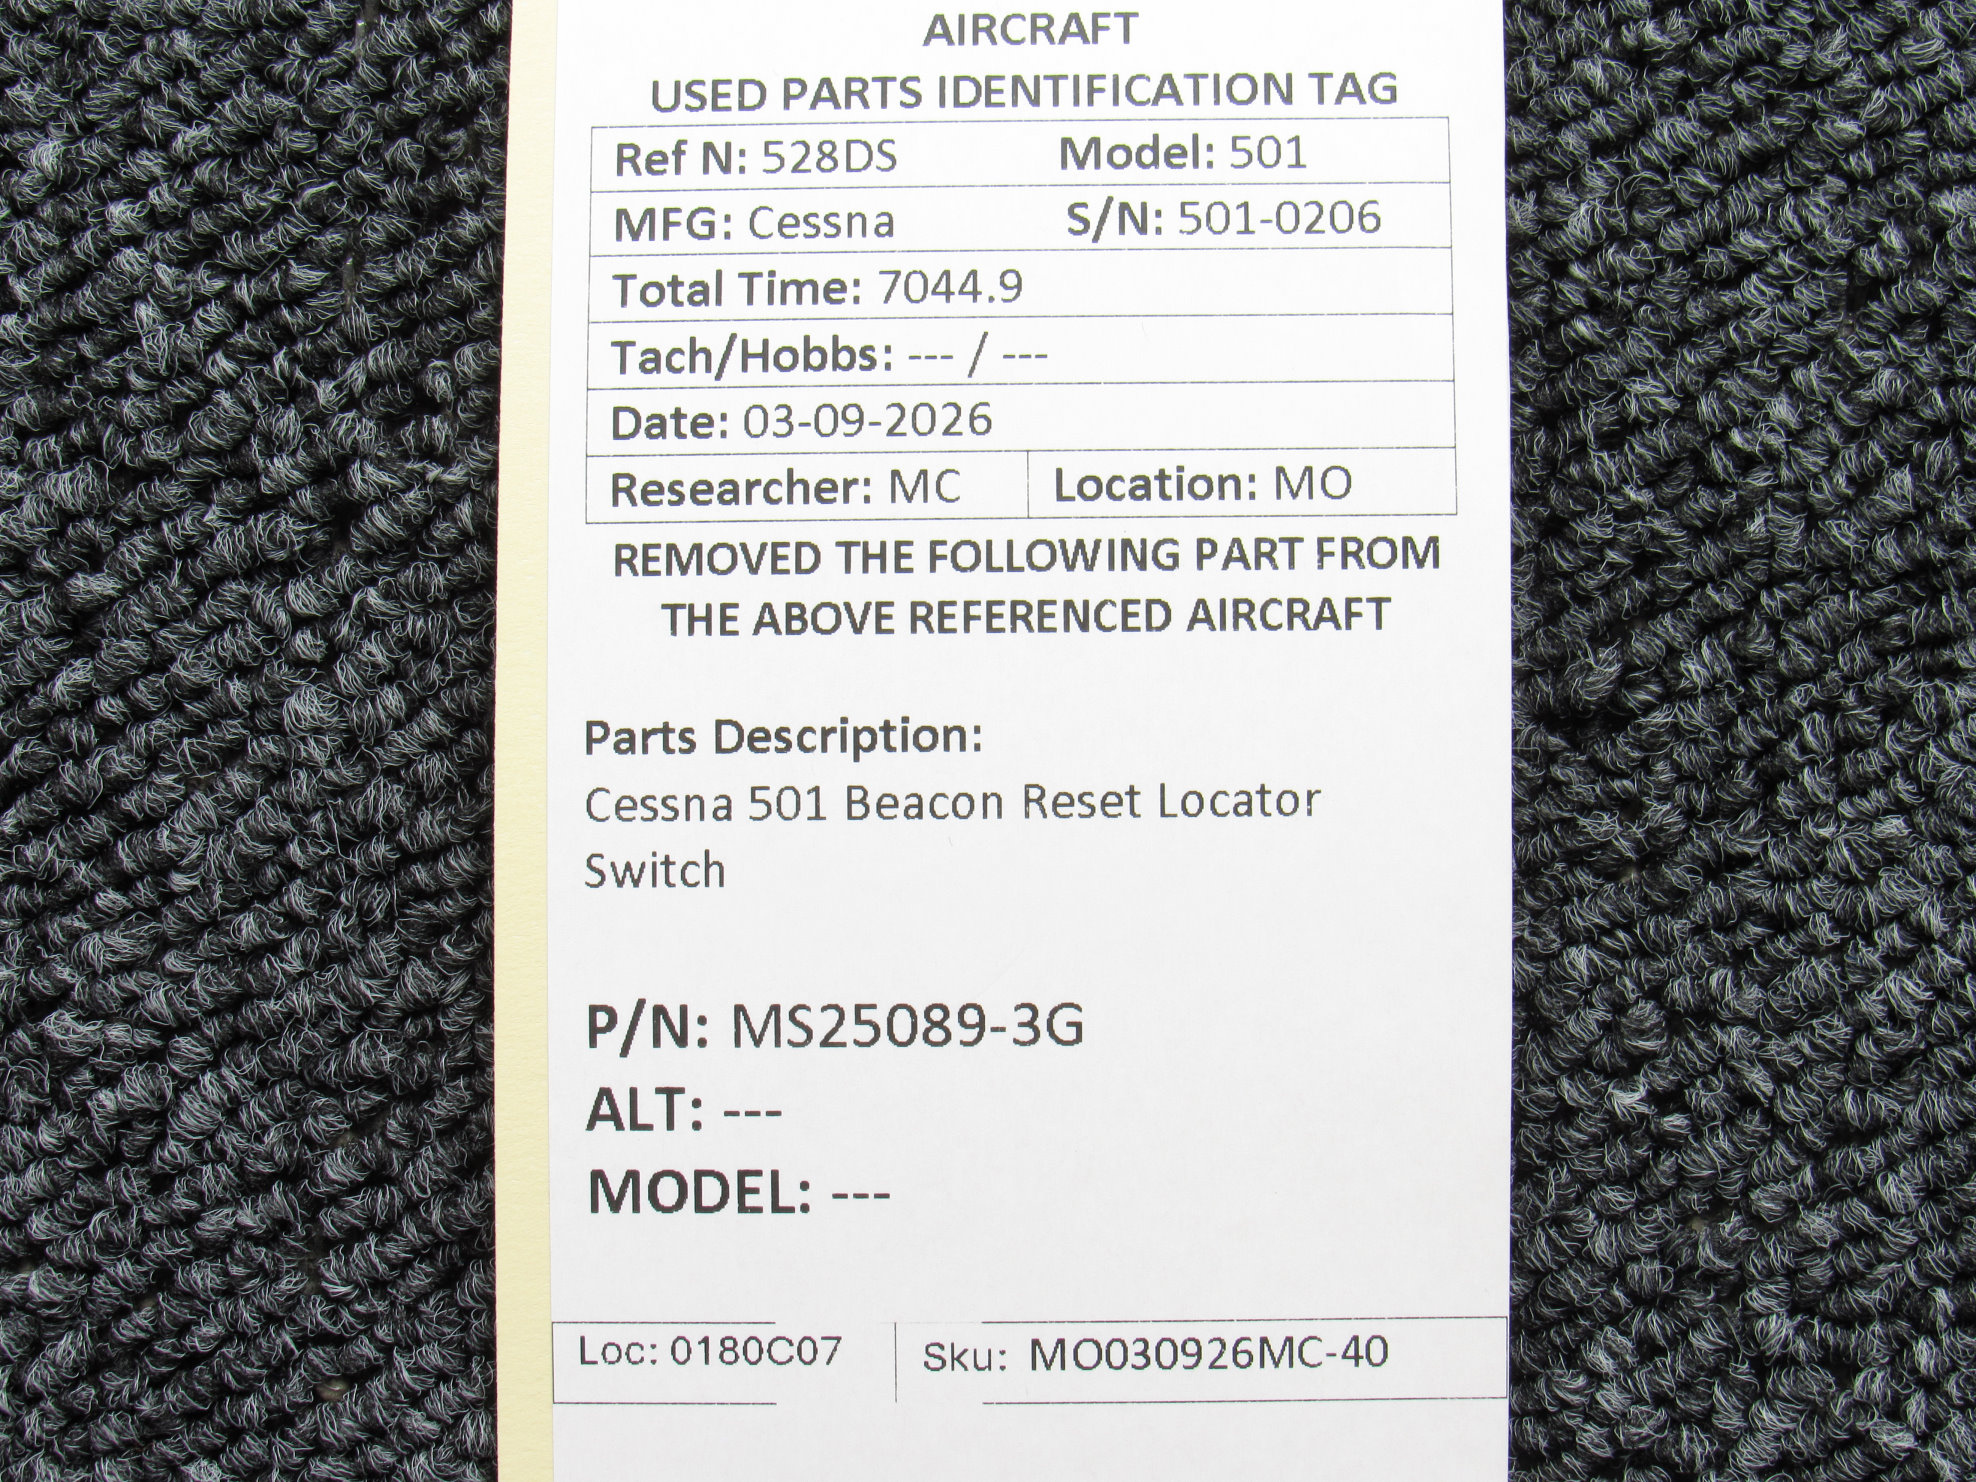 AIRCRAFT
USED PARTS IDENTIFICATION TAG
Ref N: 528DS Model: 501
MFG: Cessna S/N: 501-0206
Total Time: 7044.9
Tach/Hobbs: --- / ---
Date: 03-09-2026
Researcher: MC Location: MO
REMOVED THE FOLLOWING PART FROM
THE ABOVE REFERENCED AIRCRAFT
Parts Description:
Cessna 501 Beacon Reset Locator
Switch
P/N: MS25089-3G
ALT: ---
MODEL: ---
Loc: 0180C07 Sku: MO030926MC-40